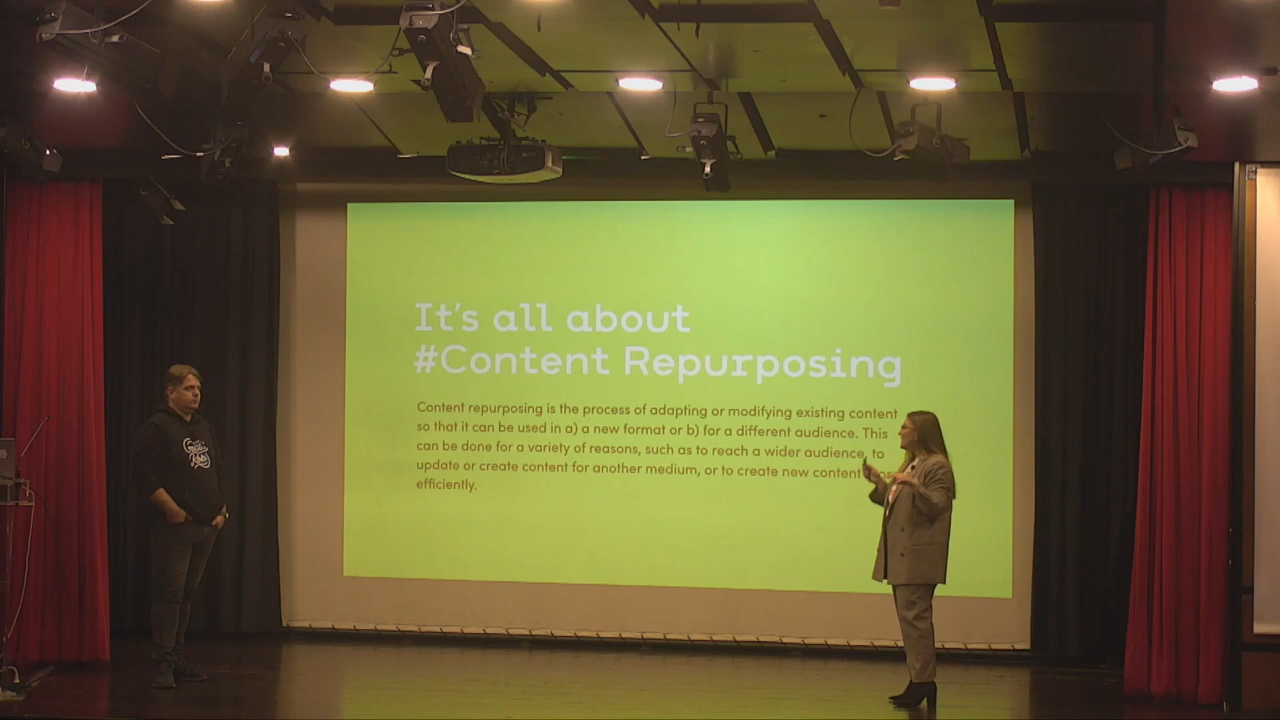 It's all about
#Content Repurposing
Content repurposing is the process of adapting or modifying existing content
so that it can be used in a) a new format or b) for a different audience. This
can be done for a variety of reasons, such as to reach a wider audience, to
update or create content for another medium, or to create new content
efficiently.